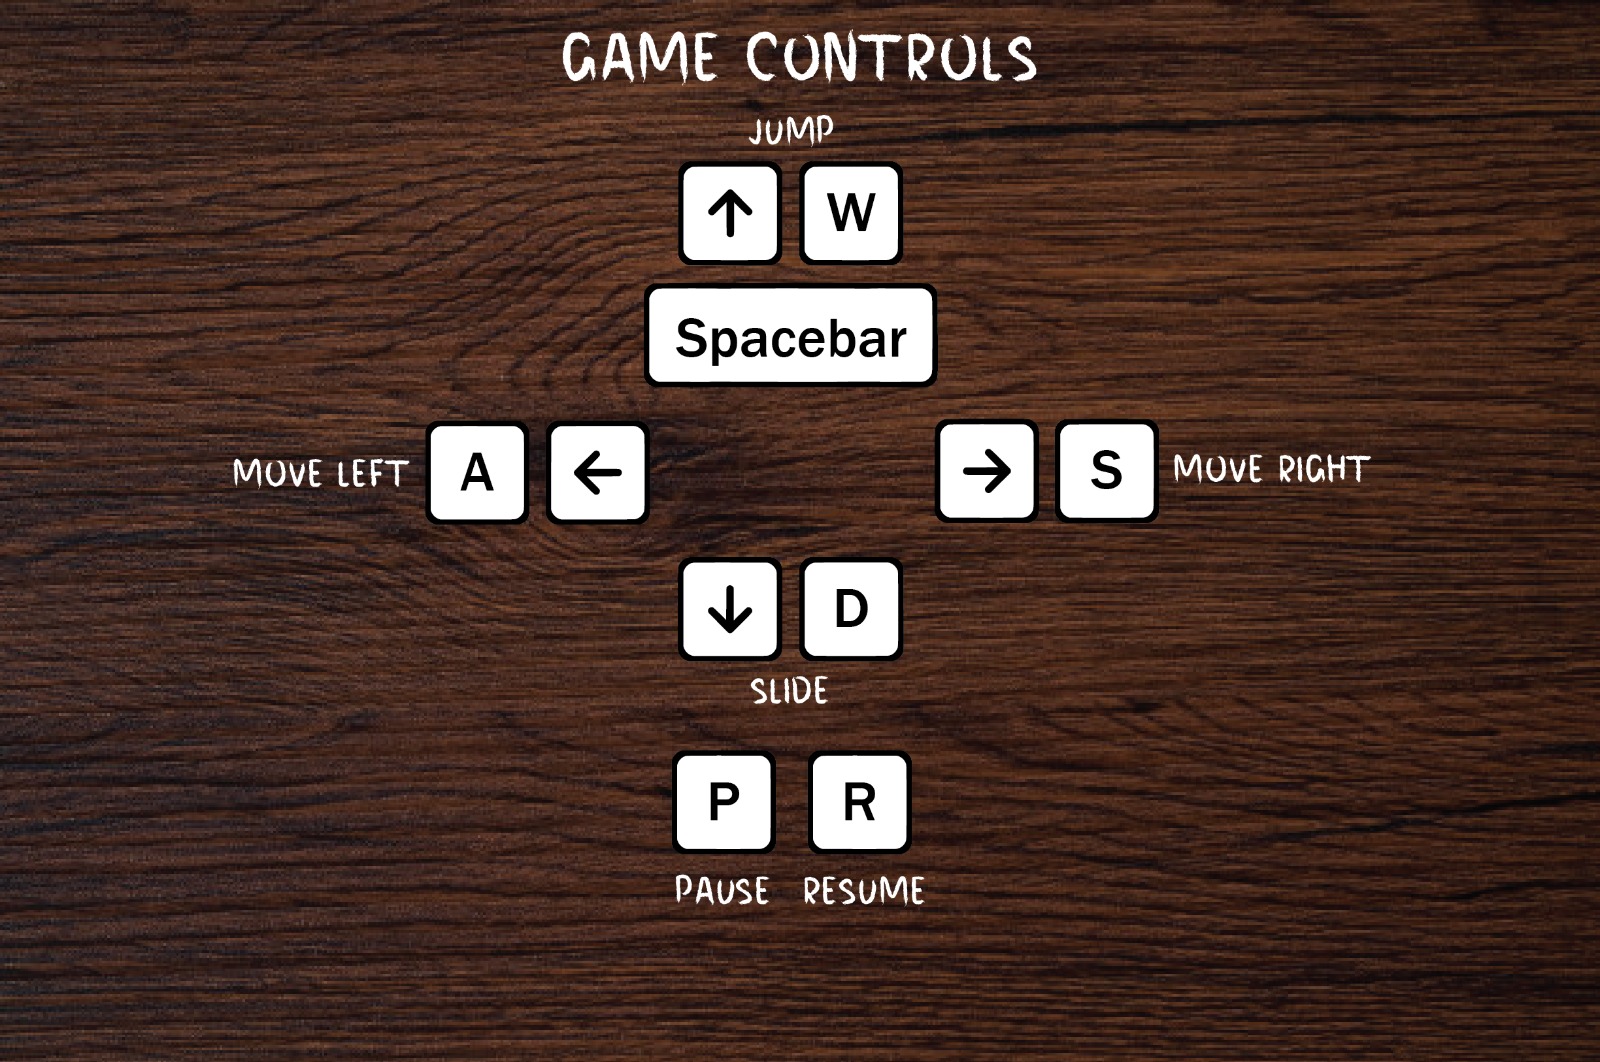 GAME CONTROLS
JUMP
↑ W
Spacebar
MOVE LEFT A ← → S MOVE RIGHT
↓ D
SLIDE
P R
PAUSE RESUME